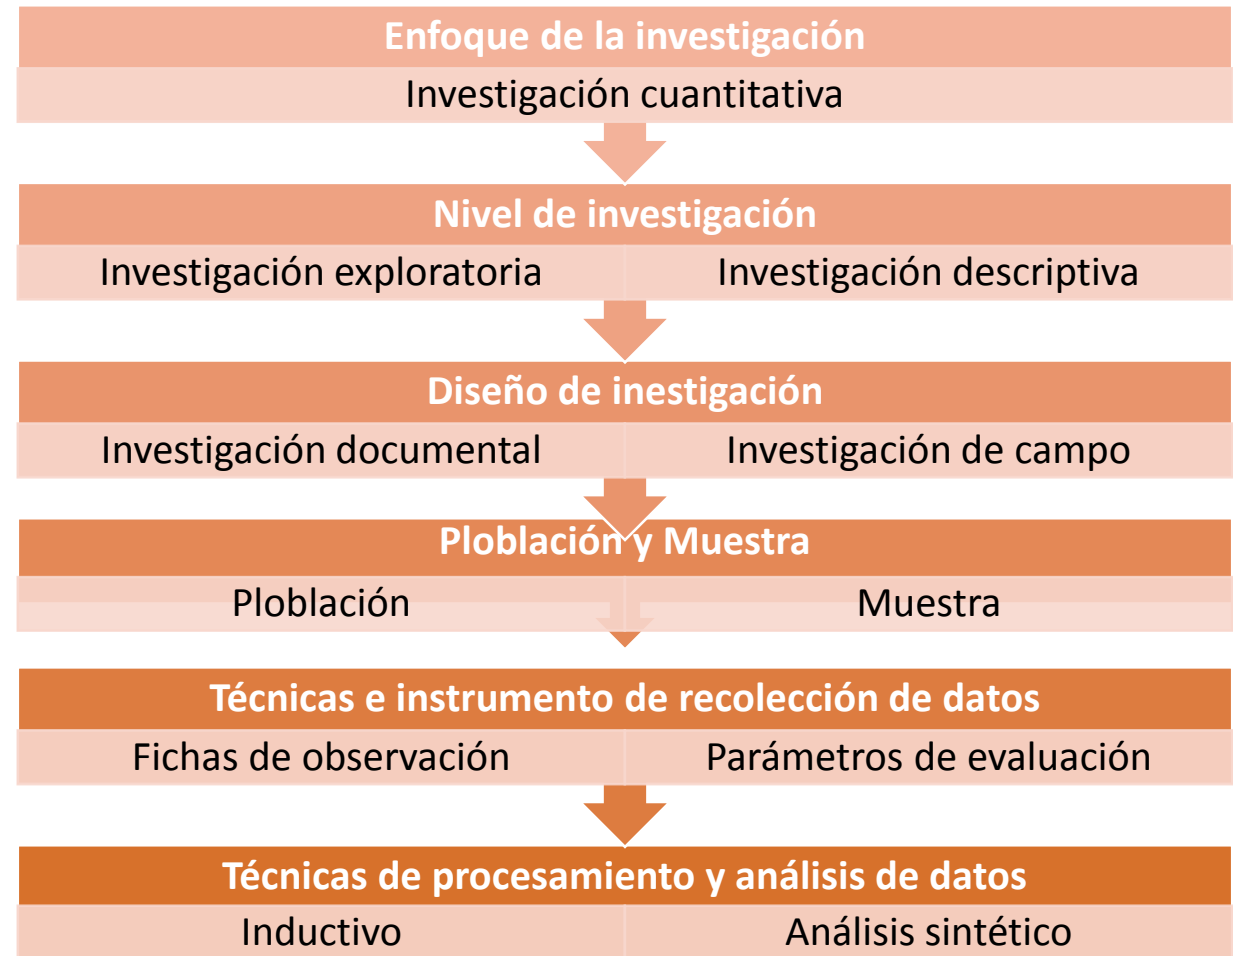 Enfoque de la investigación
Investigación cuantitativa
Nivel de investigación
Investigación exploratoria Investigación descriptiva
Diseño de inestigación
Investigación documental Investigación de campo
Ploblación y Muestra
Ploblación Muestra
Técnicas e instrumento de recolección de datos
Fichas de observación Parámetros de evaluación
Técnicas de procesamiento y análisis de datos
Inductivo Análisis sintético